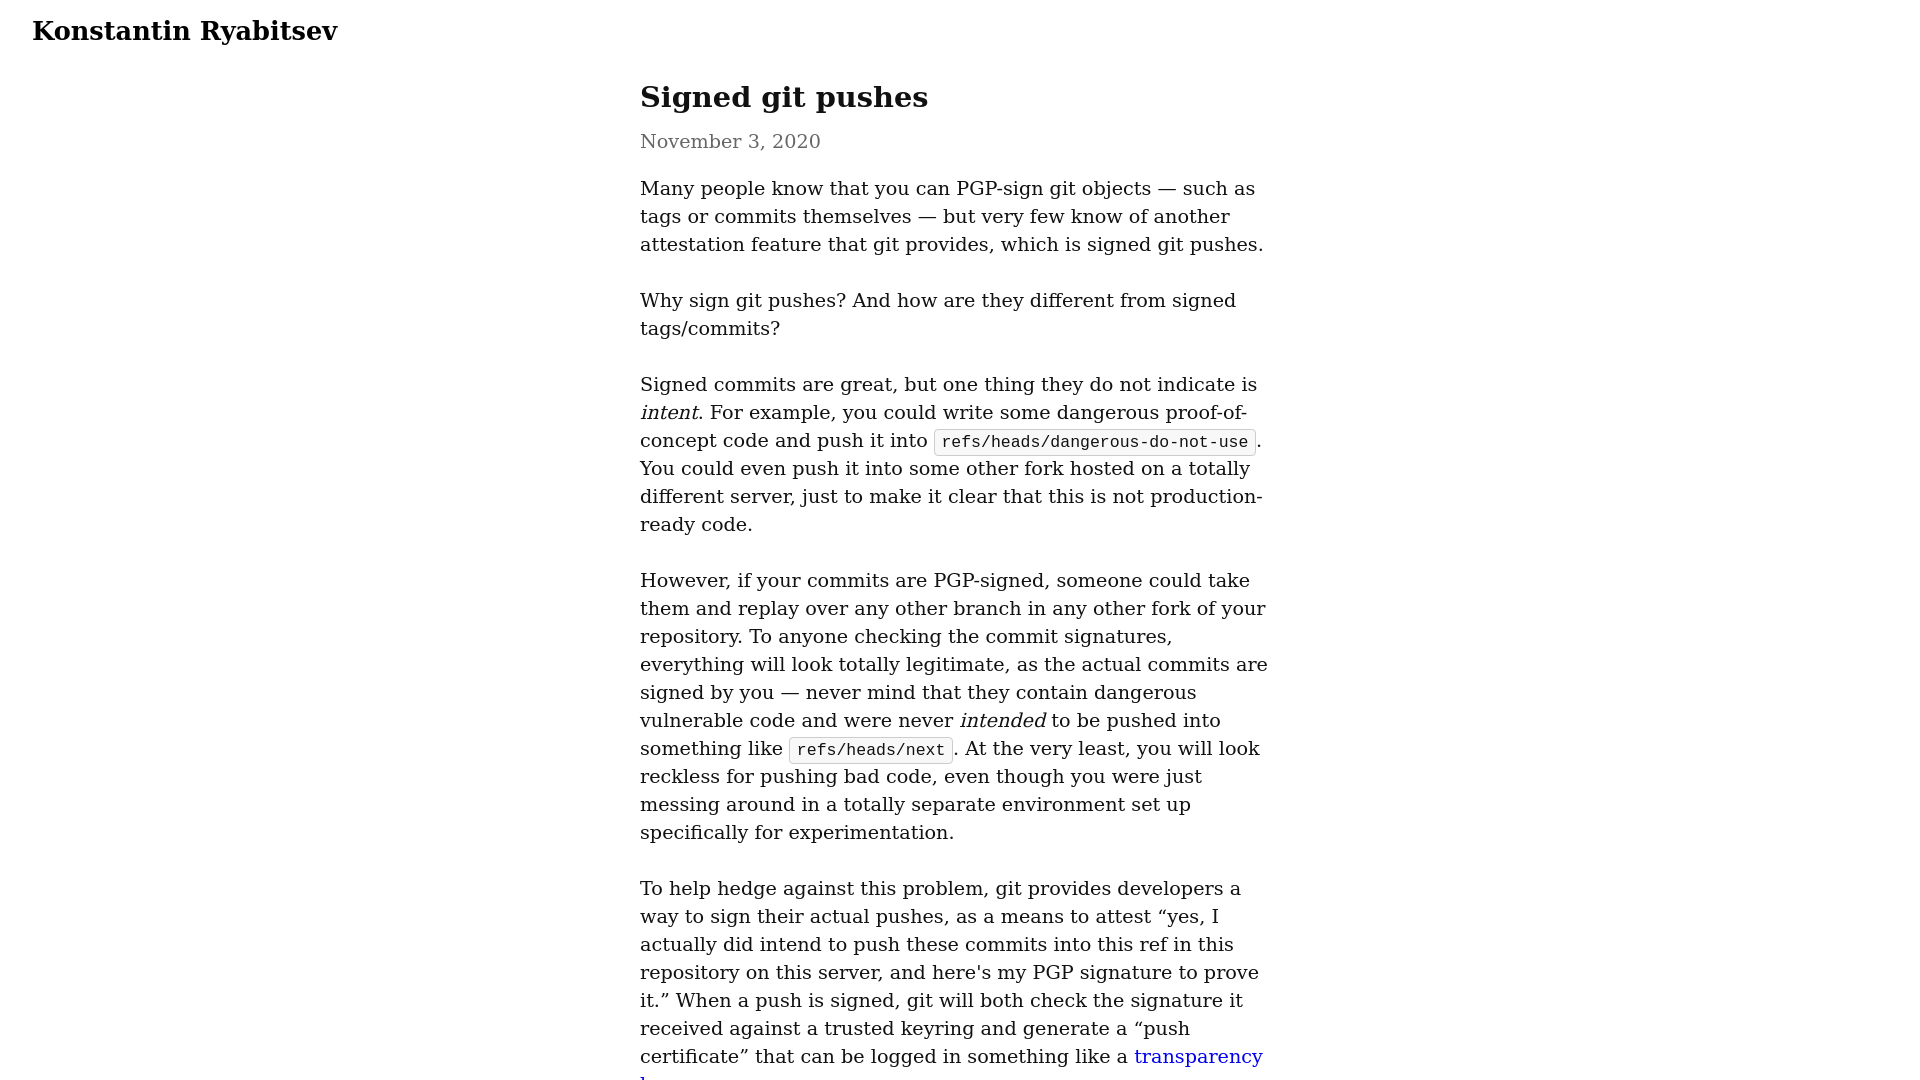 Konstantin Ryabitsev
Signed git pushes
November 3, 2020
Many people know that you can PGP-sign git objects — such as
tags or commits themselves — but very few know of another
attestation feature that git provides, which is signed git pushes.
Why sign git pushes? And how are they different from signed
tags/commits?
Signed commits are great, but one thing they do not indicate is
intent. For example, you could write some dangerous proof-of-
concept code and push it into refs/heads/dangerous-do-not-use.
You could even push it into some other fork hosted on a totally
different server, just to make it clear that this is not production-
ready code.
However, if your commits are PGP-signed, someone could take
them and replay over any other branch in any other fork of your
repository. To anyone checking the commit signatures,
everything will look totally legitimate, as the actual commits are
signed by you — never mind that they contain dangerous
vulnerable code and were never intended to be pushed into
something like refs/heads/next. At the very least, you will look
reckless for pushing bad code, even though you were just
messing around in a totally separate environment set up
specifically for experimentation.
To help hedge against this problem, git provides developers a
way to sign their actual pushes, as a means to attest “yes, I
actually did intend to push these commits into this ref in this
repository on this server, and here's my PGP signature to prove
it.” When a push is signed, git will both check the signature it
received against a trusted keyring and generate a “push
certificate” that can be logged in something like a transparency